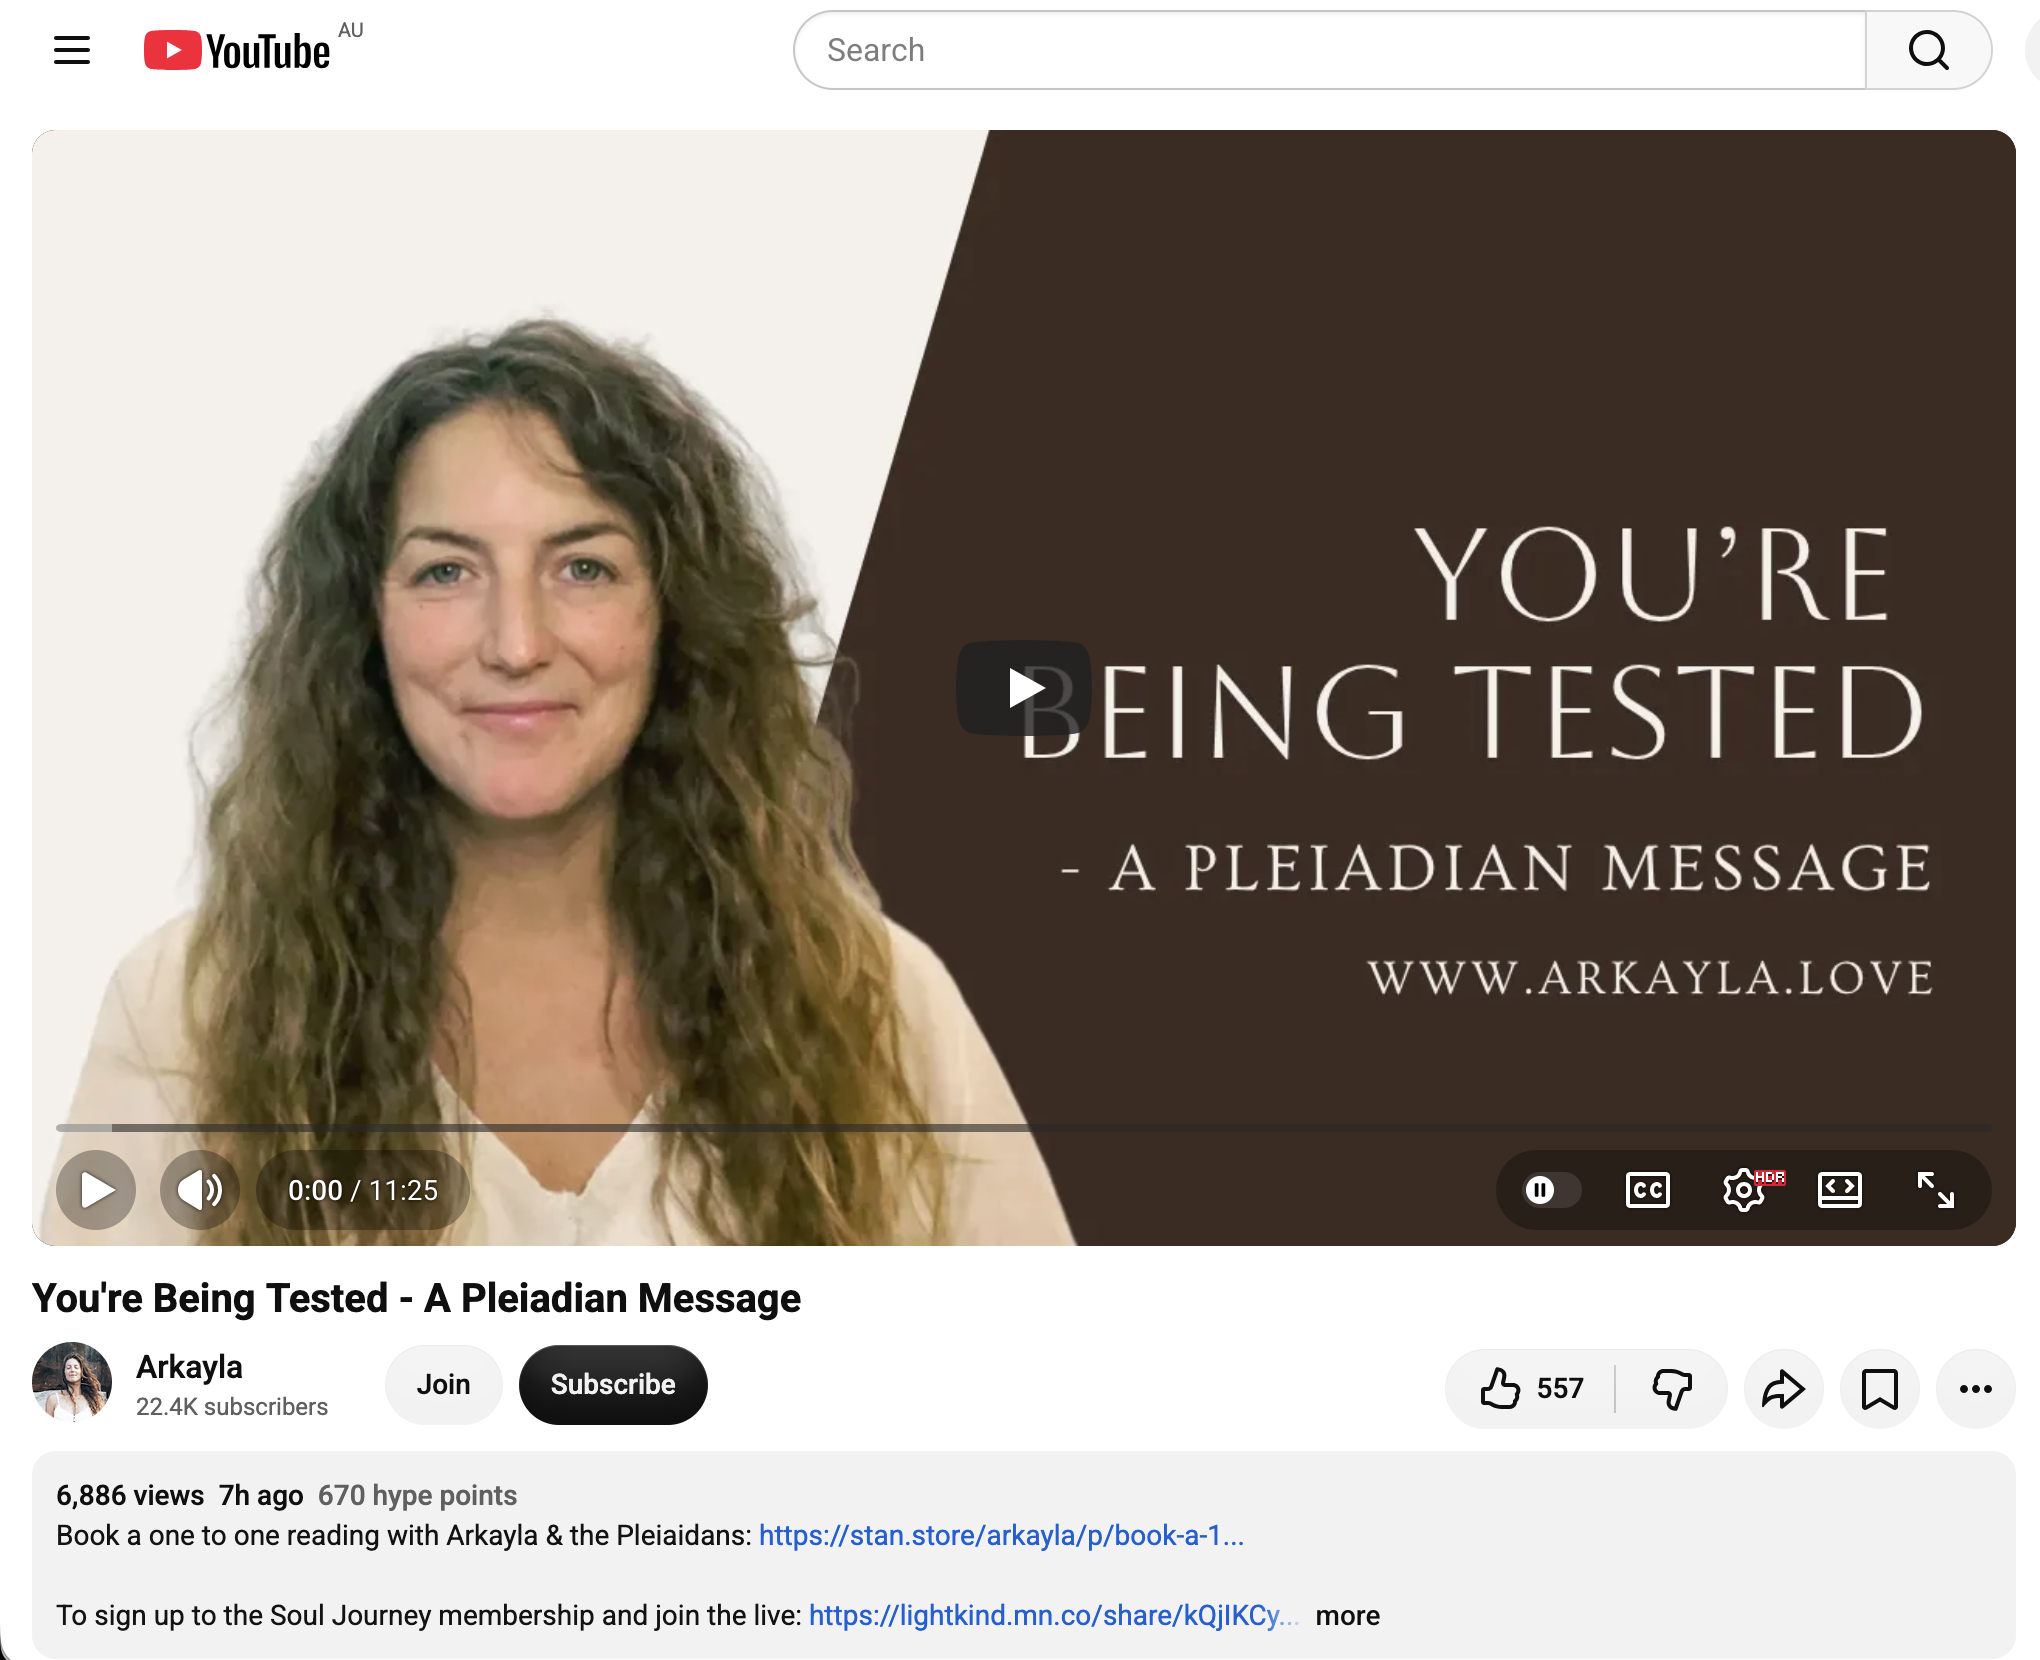 YouTube AU
Search
YOU'RE
BEING TESTED
- A PLEIADIAN MESSAGE
WWW.ARKAYLA.LOVE
0:00 / 11:25
CC
HDR
You're Being Tested - A Pleiadian Message
Arkayla
22.4K subscribers
Join
Subscribe
557
6,886 views 7h ago 670 hype points
Book a one to one reading with Arkayla & the Pleiaidans: https://stan.store/arkayla/p/book-a-1...
To sign up to the Soul Journey membership and join the live: https://lightkind.mn.co/share/kQjIKCy... more